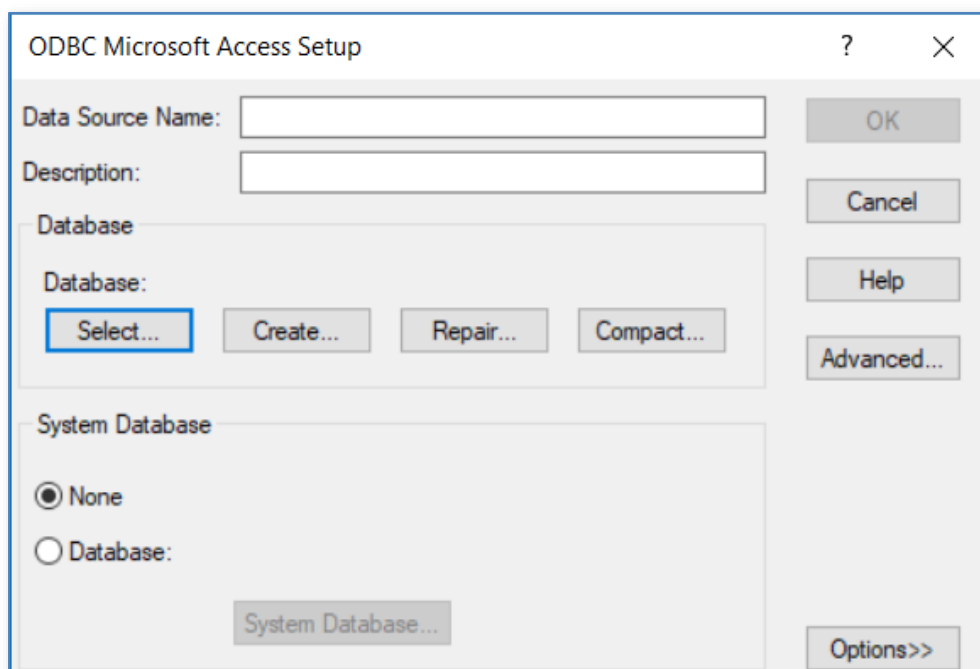 ODBC Microsoft Access Setup ?
Data Source Name:
OK
Description:
Cancel
Database
Database:
Help
Select... Create... Repair... Compact...
Advanced...
System Database
None
Database:
System Database...
Options>>